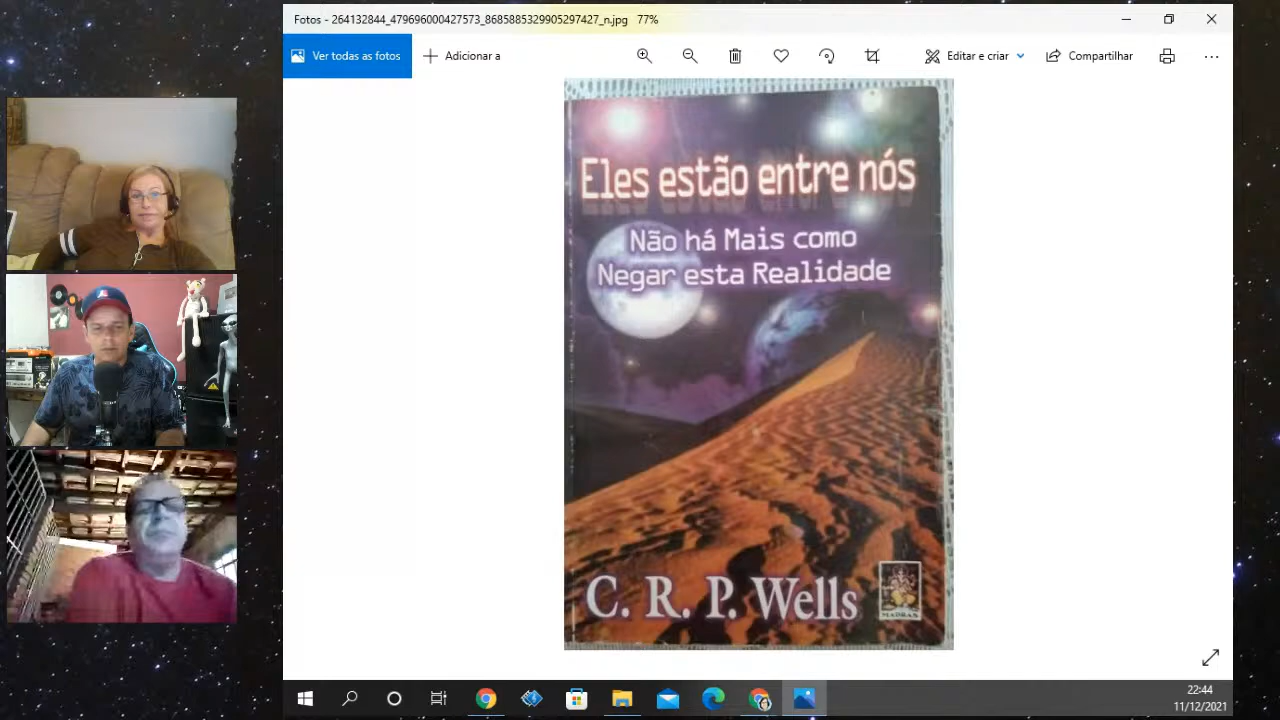 Fotos - 264132844_479696000427573_8685885329905297427_n.jpg 77%
Ver todas as fotos
Adicionar a
Editar e criar
Compartilhar
Eles estão entre nós
Não há Mais como
Negar esta Realidade
C. R. P. Wells
MADRAS
22:44
11/12/2021